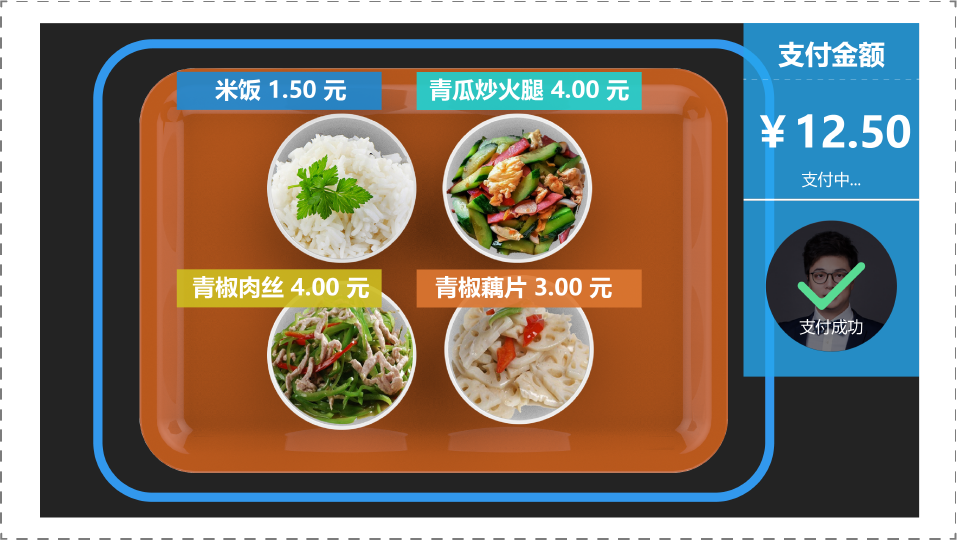 米饭 1.50 元
青瓜炒火腿 4.00 元
青椒肉丝 4.00 元
青椒藕片 3.00 元
支付金额
¥ 12.50
支付中...
支付成功